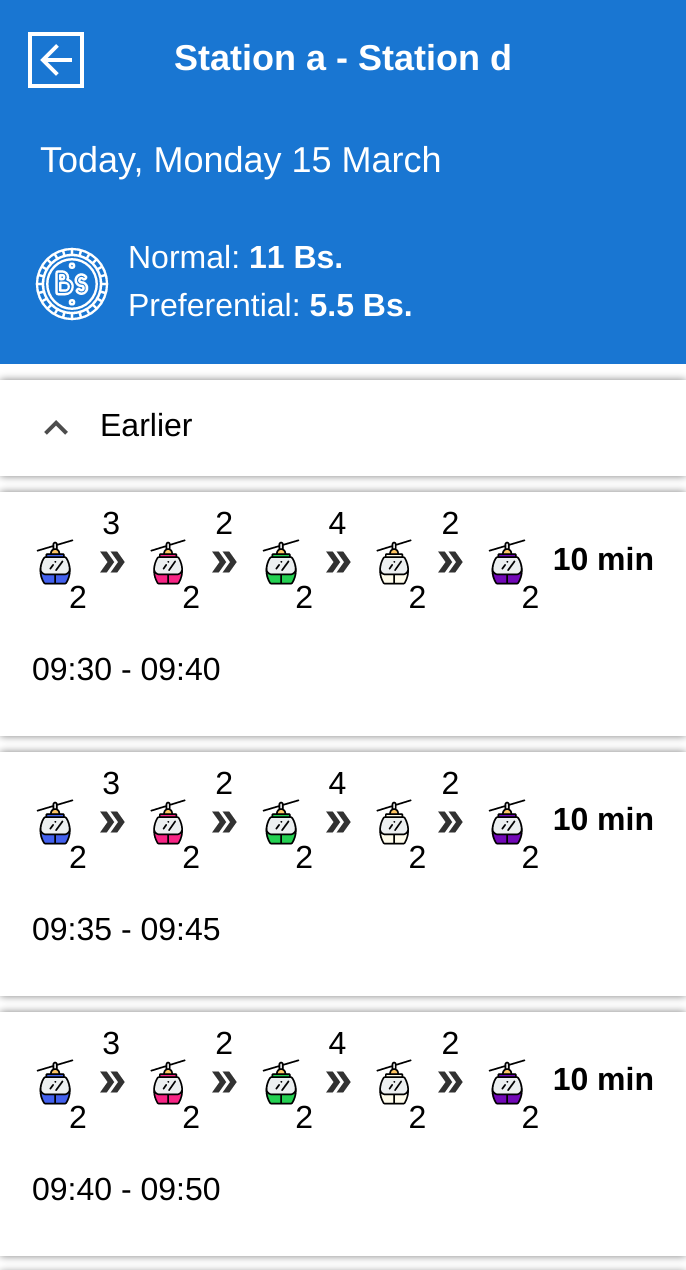 Station a - Station d
Today, Monday 15 March
Bs
Normal: 11 Bs.
Preferential: 5.5 Bs.
Earlier
3 2 4 2
» » » » 10 min
2 2 2 2 2
09:30 - 09:40
3 2 4 2
» » » » 10 min
2 2 2 2 2
09:35 - 09:45
3 2 4 2
» » » » 10 min
2 2 2 2 2
09:40 - 09:50